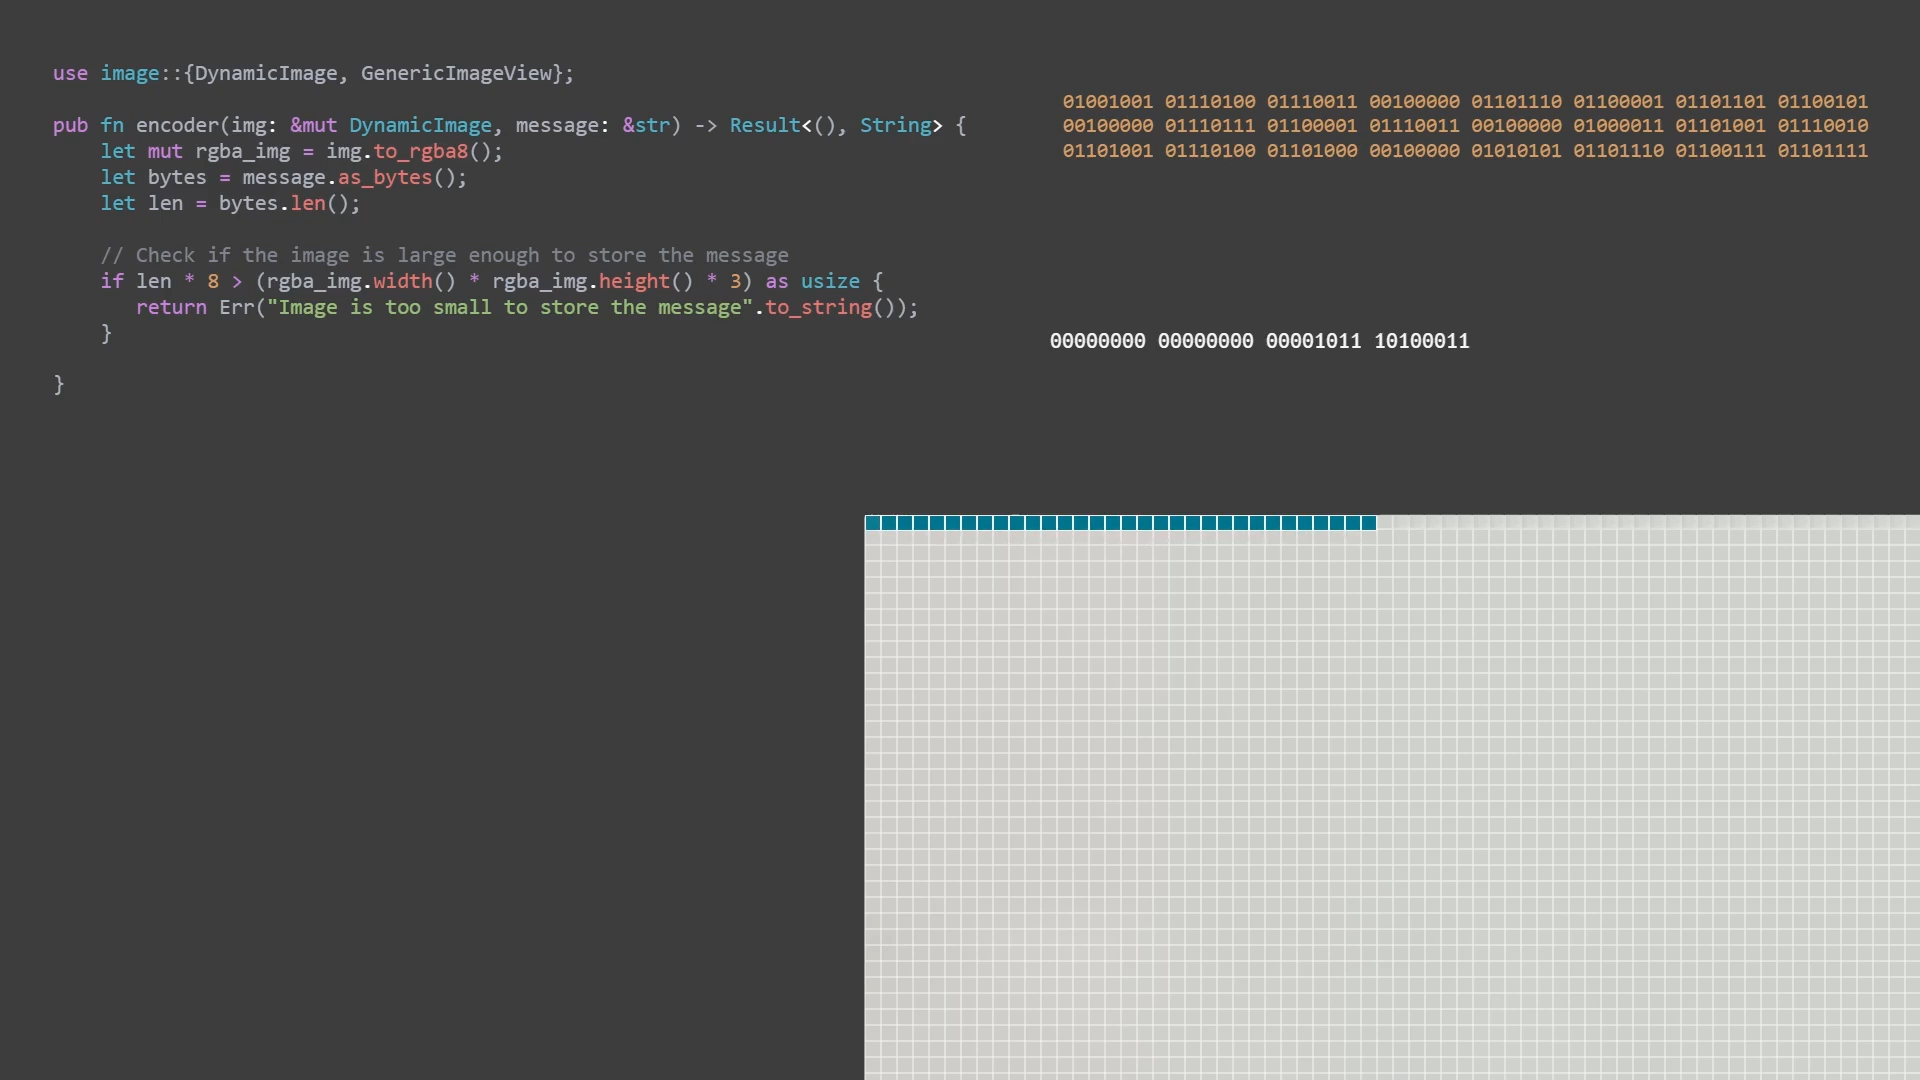 use image::{DynamicImage, GenericImageView};
pub fn encoder(img: &mut DynamicImage, message: &str) -> Result<(), String> {
let mut rgba_img = img.to_rgba8();
let bytes = message.as_bytes();
let len = bytes.len();
// Check if the image is large enough to store the message
if len * 8 > (rgba_img.width() * rgba_img.height() * 3) as usize {
return Err("Image is too small to store the message".to_string());
}
}
01001001 01110100 01110011 00100000 01101110 01100001 01101101 01100101
00100000 01110111 01100001 01110011 00100000 01000011 01101001 01110010
01101001 01110100 01101000 00100000 01010101 01101110 01100111 01101111
00000000 00000000 00001011 10100011